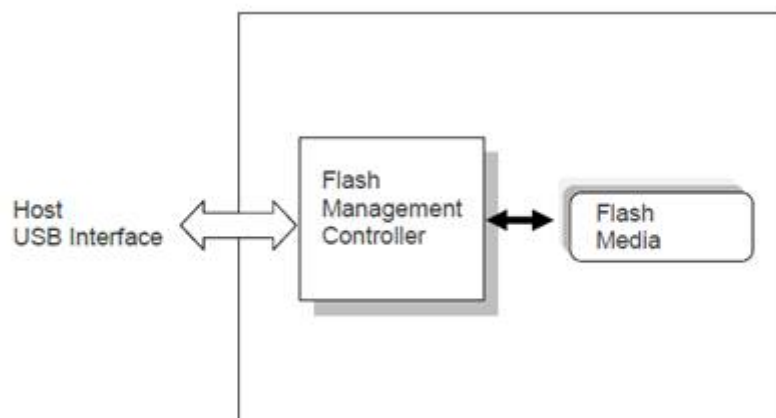 Host
USB Interface
Flash
Management
Controller
Flash
Media